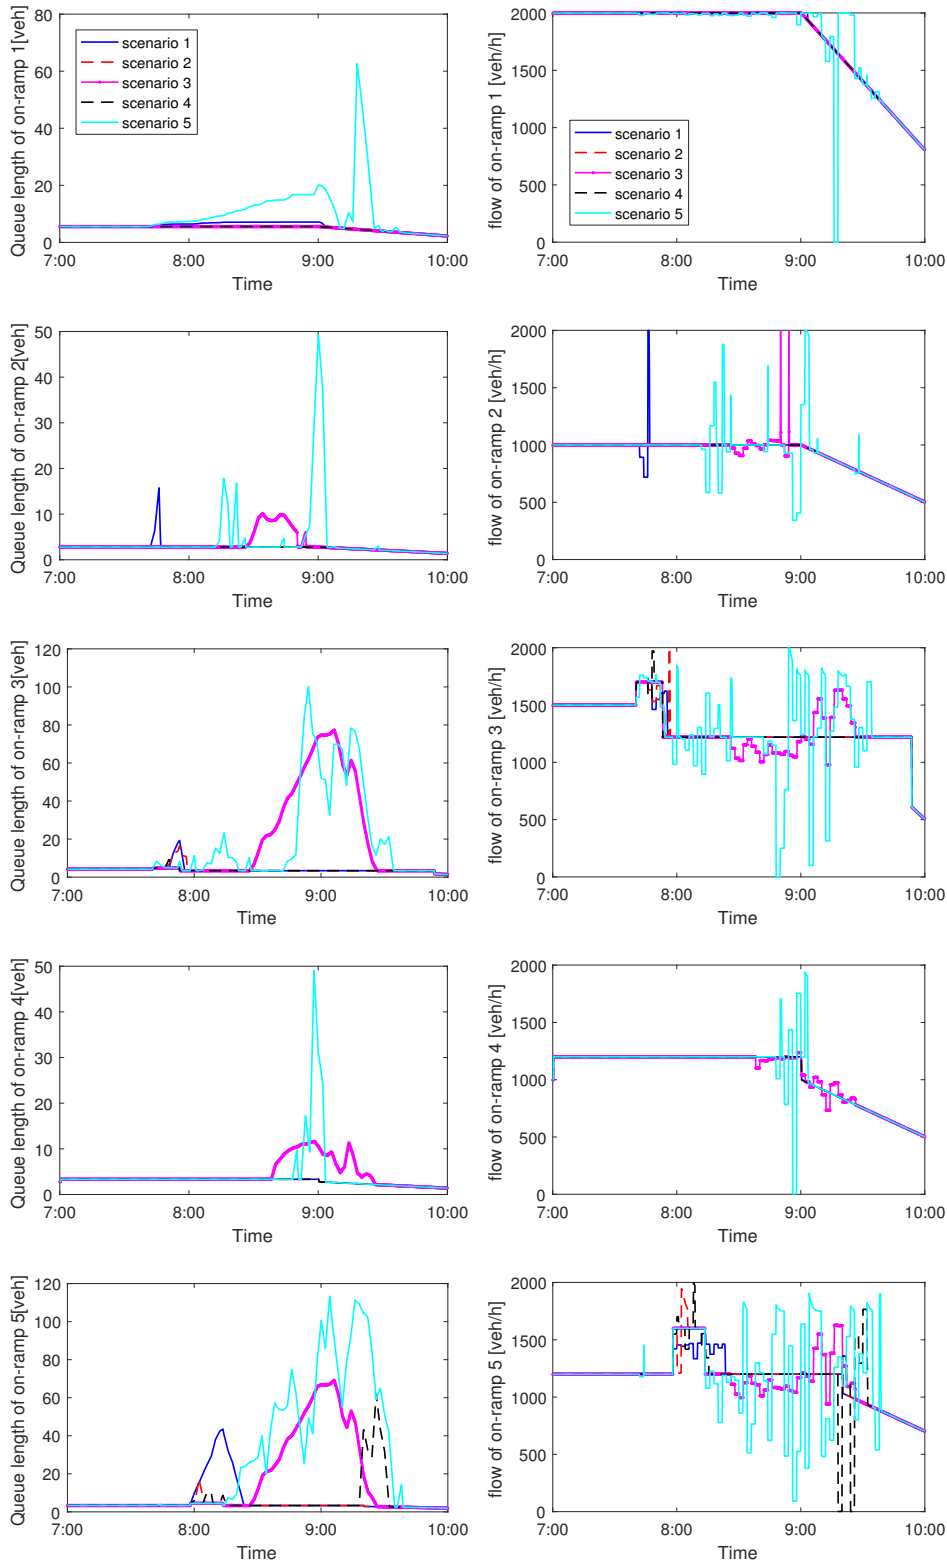 Queue length of on-ramp 1[veh]
80
60
40
20
0
scenario 1
scenario 2
scenario 3
scenario 4
scenario 5
7:00 8:00 9:00 10:00
Time
flow of on-ramp 1 [veh/h]
2000
1500
1000
500
0
scenario 1
scenario 2
scenario 3
scenario 4
scenario 5
7:00 8:00 9:00 10:00
Time
Queue length of on-ramp 2[veh]
50
40
30
20
10
0
7:00 8:00 9:00 10:00
Time
flow of on-ramp 2 [veh/h]
2000
1500
1000
500
0
7:00 8:00 9:00 10:00
Time
Queue length of on-ramp 3[veh]
120
100
80
60
40
20
0
7:00 8:00 9:00 10:00
Time
flow of on-ramp 3 [veh/h]
2000
1500
1000
500
0
7:00 8:00 9:00 10:00
Time
Queue length of on-ramp 4[veh]
50
40
30
20
10
0
7:00 8:00 9:00 10:00
Time
flow of on-ramp 4 [veh/h]
2000
1500
1000
500
0
7:00 8:00 9:00 10:00
Time
Queue length of on-ramp 5[veh]
120
100
80
60
40
20
0
7:00 8:00 9:00 10:00
Time
flow of on-ramp 5 [veh/h]
2000
1500
1000
500
0
7:00 8:00 9:00 10:00
Time